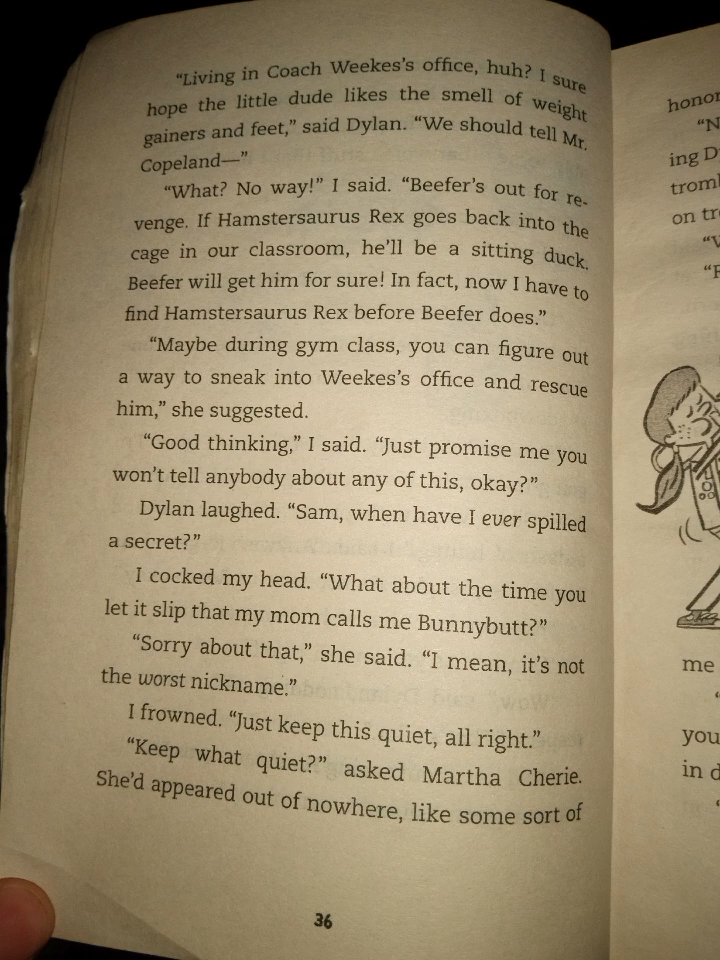 “Living in Coach Weekes’s office, huh? I sure
hope the little dude likes the smell of weight
gainers and feet,” said Dylan. “We should tell Mr.
Copeland—”
“What? No way!” I said. “Beefer’s out for re-
venge. If Hamstersaurus Rex goes back into the
cage in our classroom, he’ll be a sitting duck.
Beefer will get him for sure! In fact, now I have to
find Hamstersaurus Rex before Beefer does.”
“Maybe during gym class, you can figure out
a way to sneak into Weekes’s office and rescue
him,” she suggested.
“Good thinking,” I said. “Just promise me you
won’t tell anybody about any of this, okay?”
Dylan laughed. “Sam, when have I ever spilled
a secret?”
I cocked my head. “What about the time you
let it slip that my mom calls me Bunnybutt?”
“Sorry about that,” she said. “I mean, it’s not
the worst nickname.”
I frowned. “Just keep this quiet, all right.”
“Keep what quiet?” asked Martha Cherie.
She’d appeared out of nowhere, like some sort of
36
honor
“N
ing D
tromb
on tr
“
“
me
“
you
in d
“